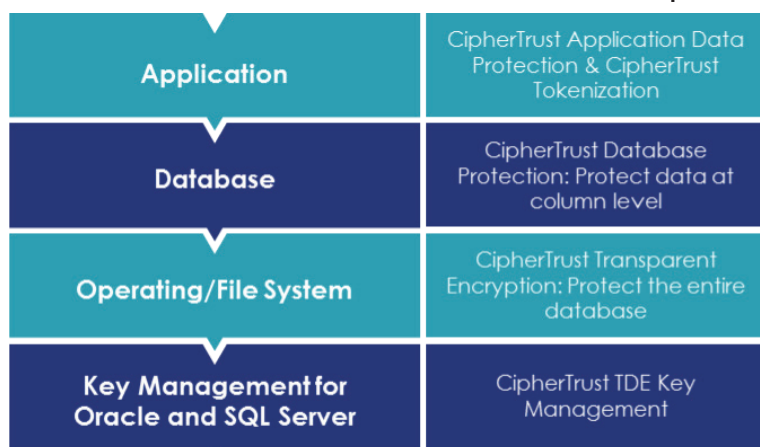 Application
CipherTrust Application Data
Protection & CipherTrust
Tokenization
Database
CipherTrust Database
Protection: Protect data at
column level
Operating/File System
CipherTrust Transparent
Encryption: Protect the entire
database
Key Management for
Oracle and SQL Server
CipherTrust TDE Key
Management